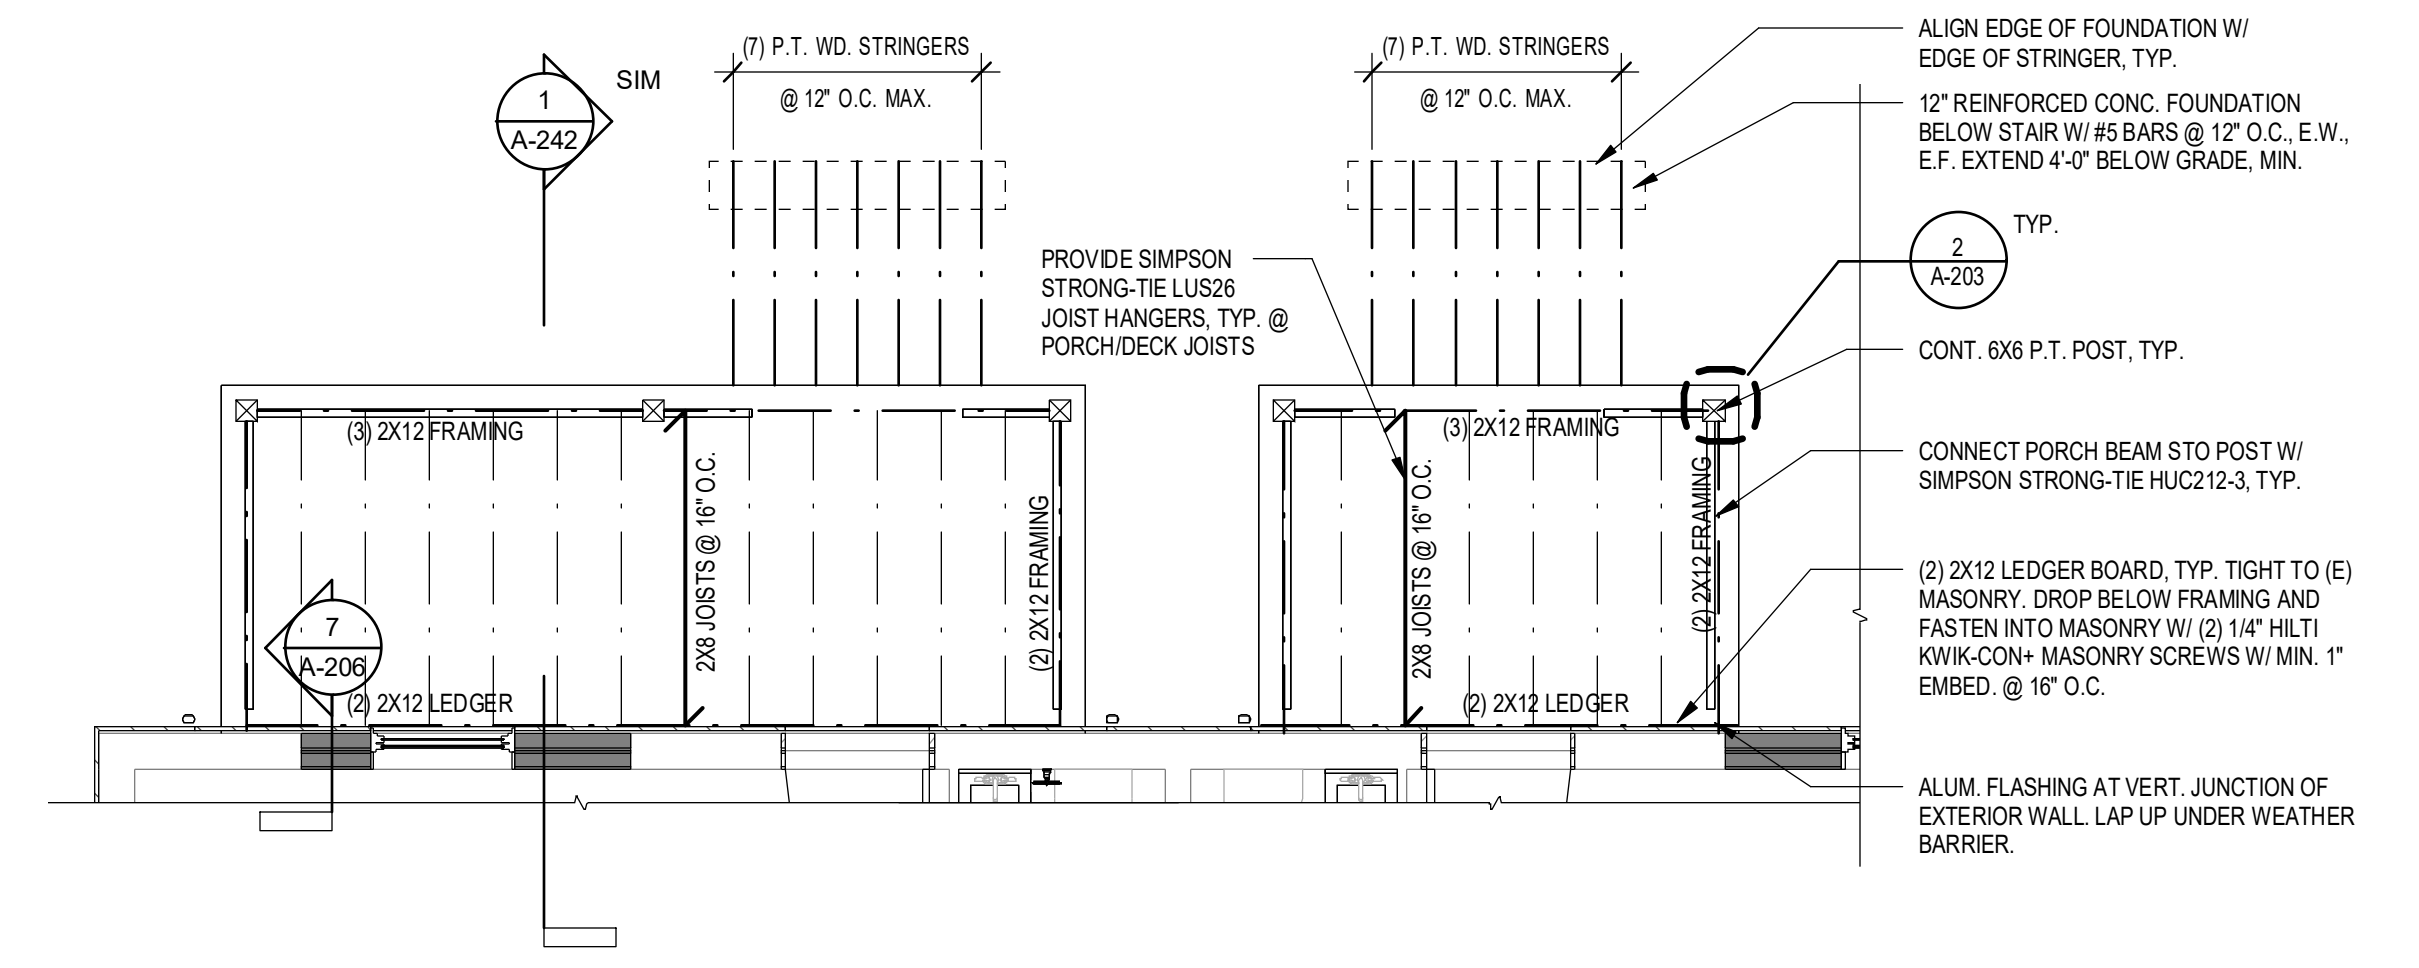 (7) P.T. WD. STRINGERS
@ 12" O.C. MAX.
(7) P.T. WD. STRINGERS
@ 12" O.C. MAX.
1
A-242
SIM
ALIGN EDGE OF FOUNDATION W/
EDGE OF STRINGER, TYP.
12" REINFORCED CONC. FOUNDATION
BELOW STAIR W/ #5 BARS @ 12" O.C., E.W.,
E.F. EXTEND 4'-0" BELOW GRADE, MIN.
2
A-203
TYP.
PROVIDE SIMPSON
STRONG-TIE LUS26
JOIST HANGERS, TYP. @
PORCH/DECK JOISTS
CONT. 6X6 P.T. POST, TYP.
(3) 2X12 FRAMING
(3) 2X12 FRAMING
CONNECT PORCH BEAM STO POST W/
SIMPSON STRONG-TIE HUC212-3, TYP.
2X8 JOISTS @ 16" O.C.
(2) 2X12 FRAMING
2X8 JOISTS @ 16" O.C.
(2) 2X12 FRAMING
(2) 2X12 LEDGER BOARD, TYP. TIGHT TO (E)
MASONRY. DROP BELOW FRAMING AND
FASTEN INTO MASONRY W/ (2) 1/4" HILTI
KWIK-CON+ MASONRY SCREWS W/ MIN. 1"
EMBED. @ 16" O.C.
7
A-206
(2) 2X12 LEDGER
(2) 2X12 LEDGER
ALUM. FLASHING AT VERT. JUNCTION OF
EXTERIOR WALL. LAP UP UNDER WEATHER
BARRIER.